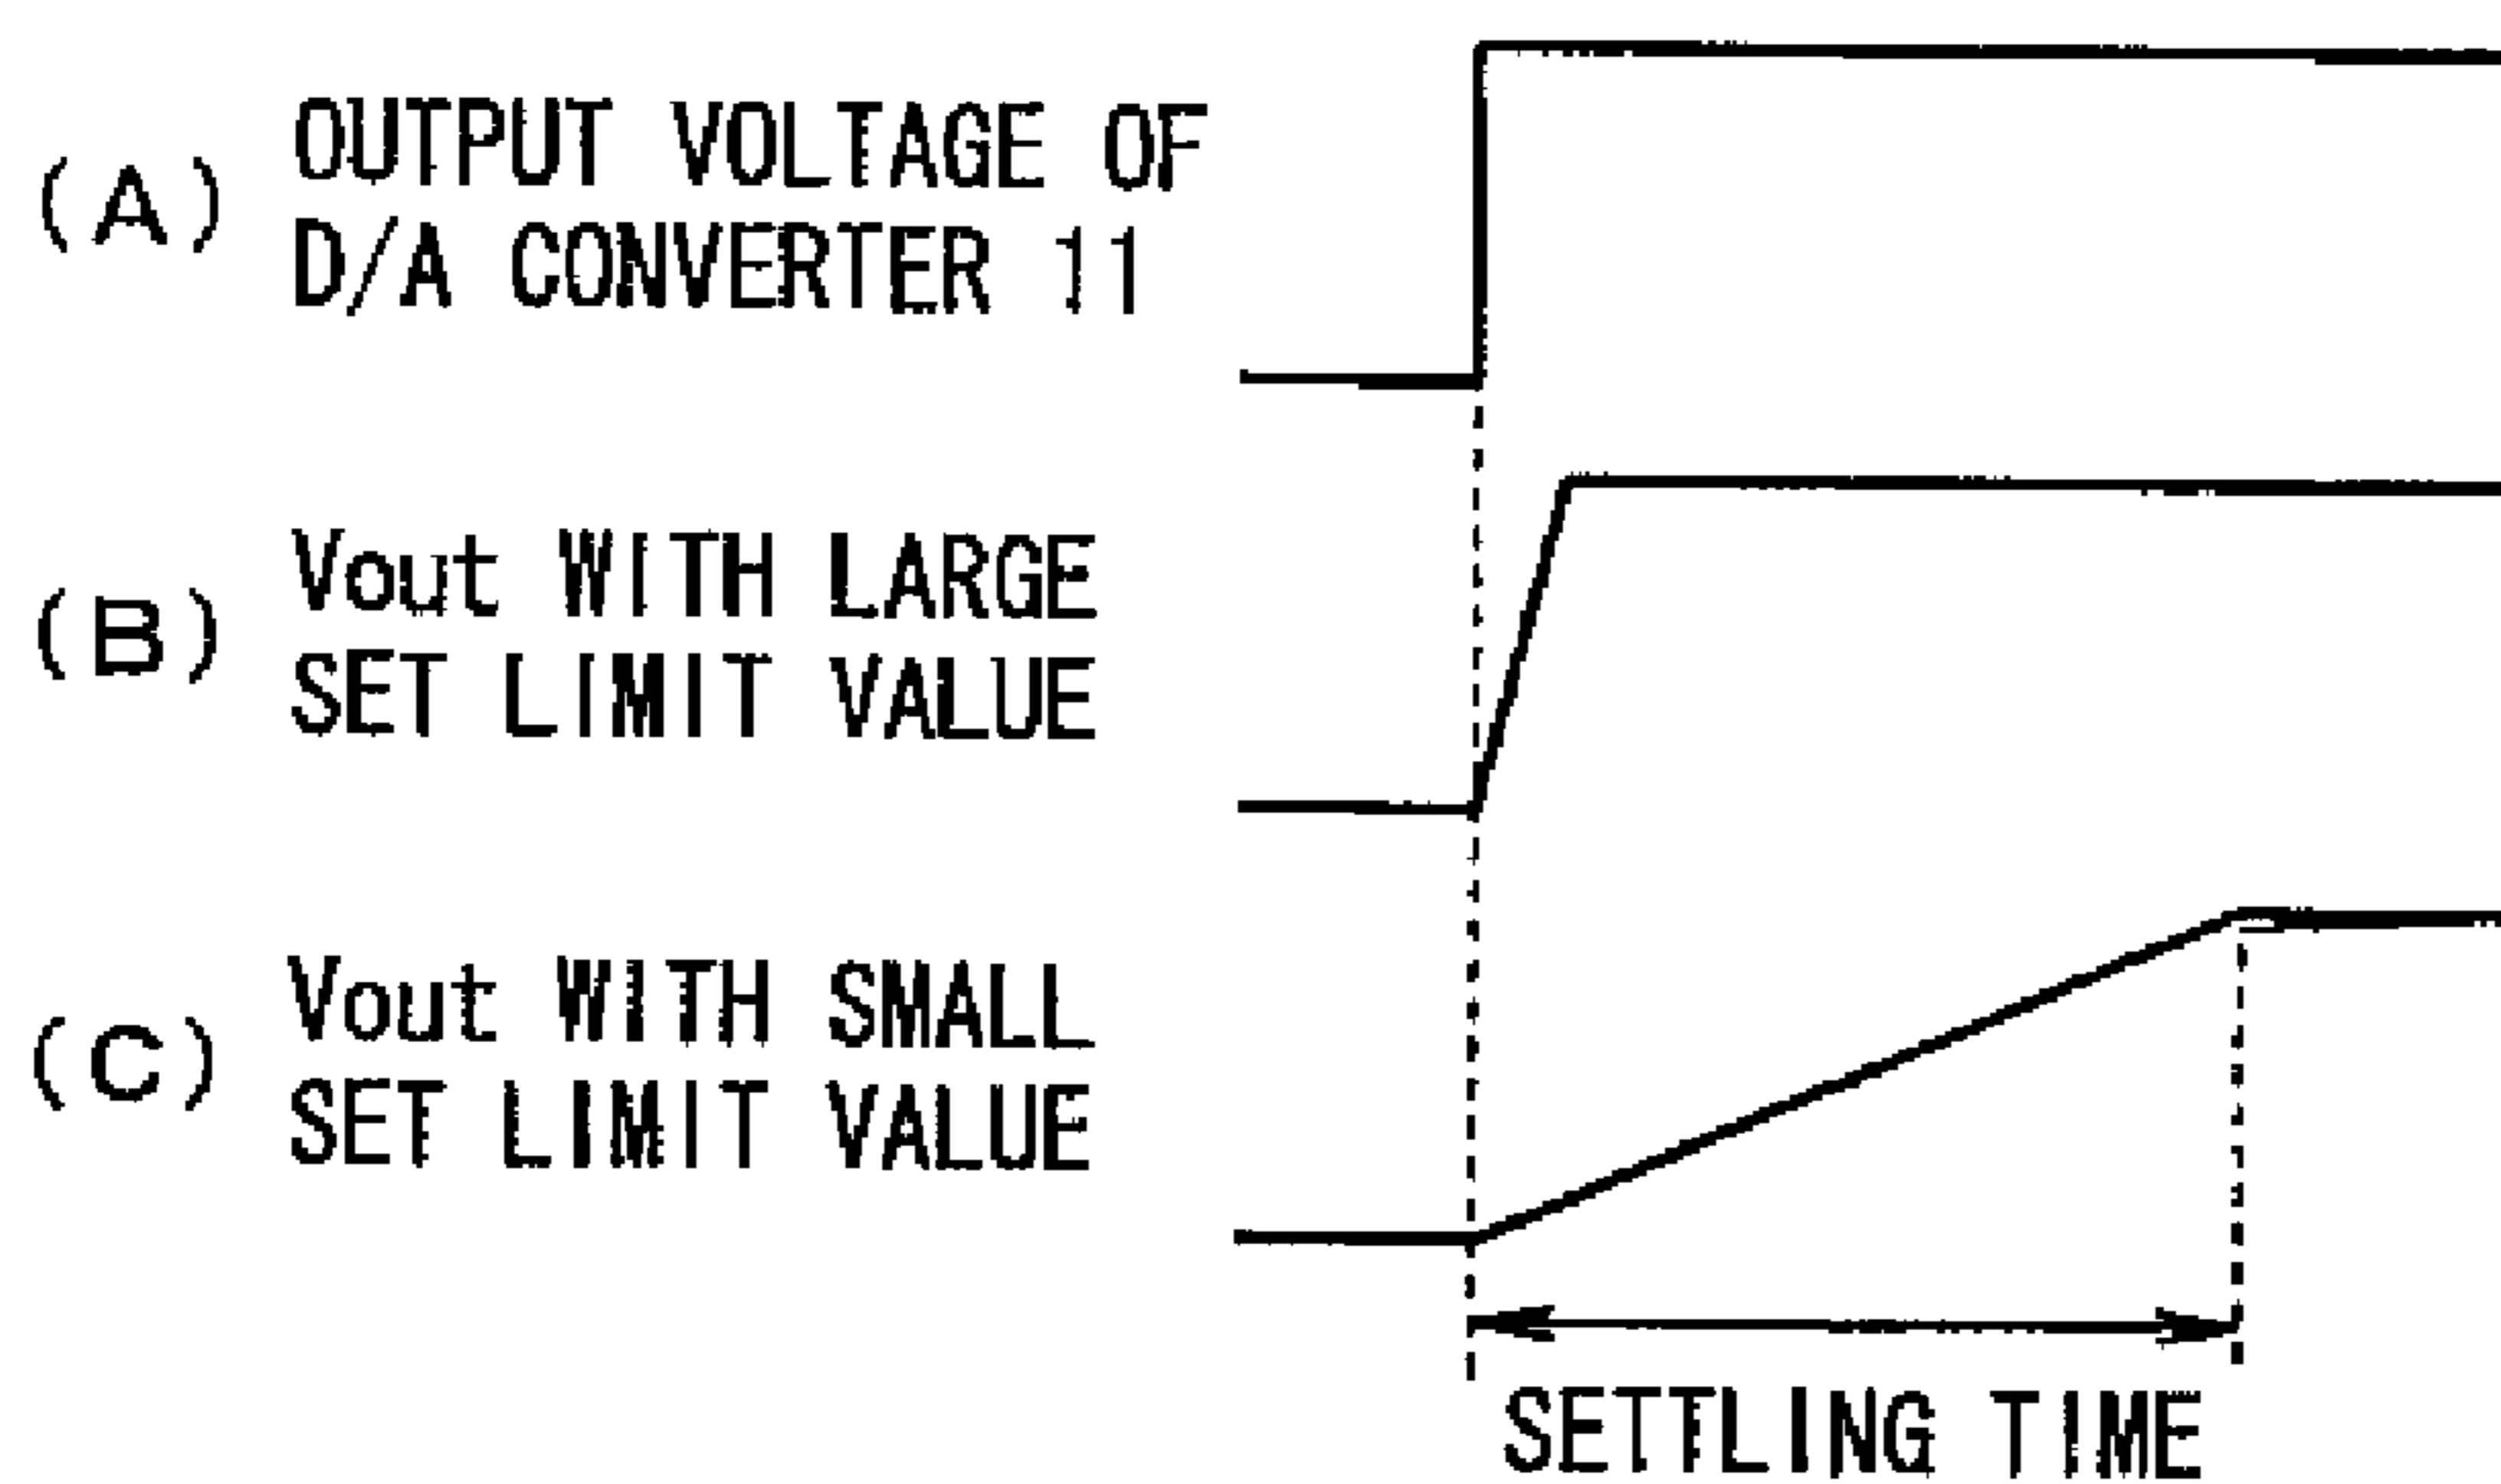 (A) OUTPUT VOLTAGE OF
D/A CONVERTER 11
(B) Vout WITH LARGE
SET LIMIT VALUE
(C) Vout WITH SMALL
SET LIMIT VALUE
SETTLING TIME